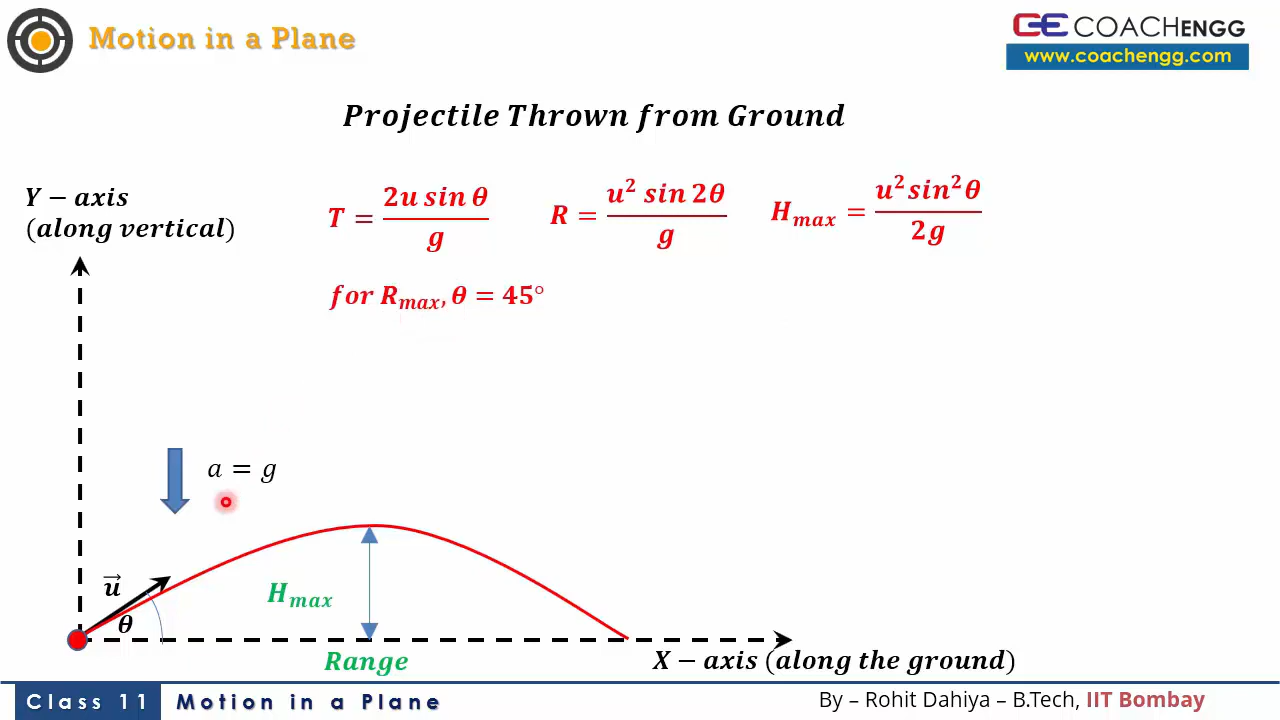 Motion in a Plane
CE COACHENGG
www.coachengg.com
Projectile Thrown from Ground
Y − axis
(along vertical)
T = 2u sin θ / g
R = u² sin 2θ / g
H_max = u² sin² θ / 2g
for R_max, θ = 45°
a = g
u⃗
θ
H_max
Range
X − axis (along the ground)
Class 11
Motion in a Plane
By – Rohit Dahiya – B.Tech, IIT Bombay